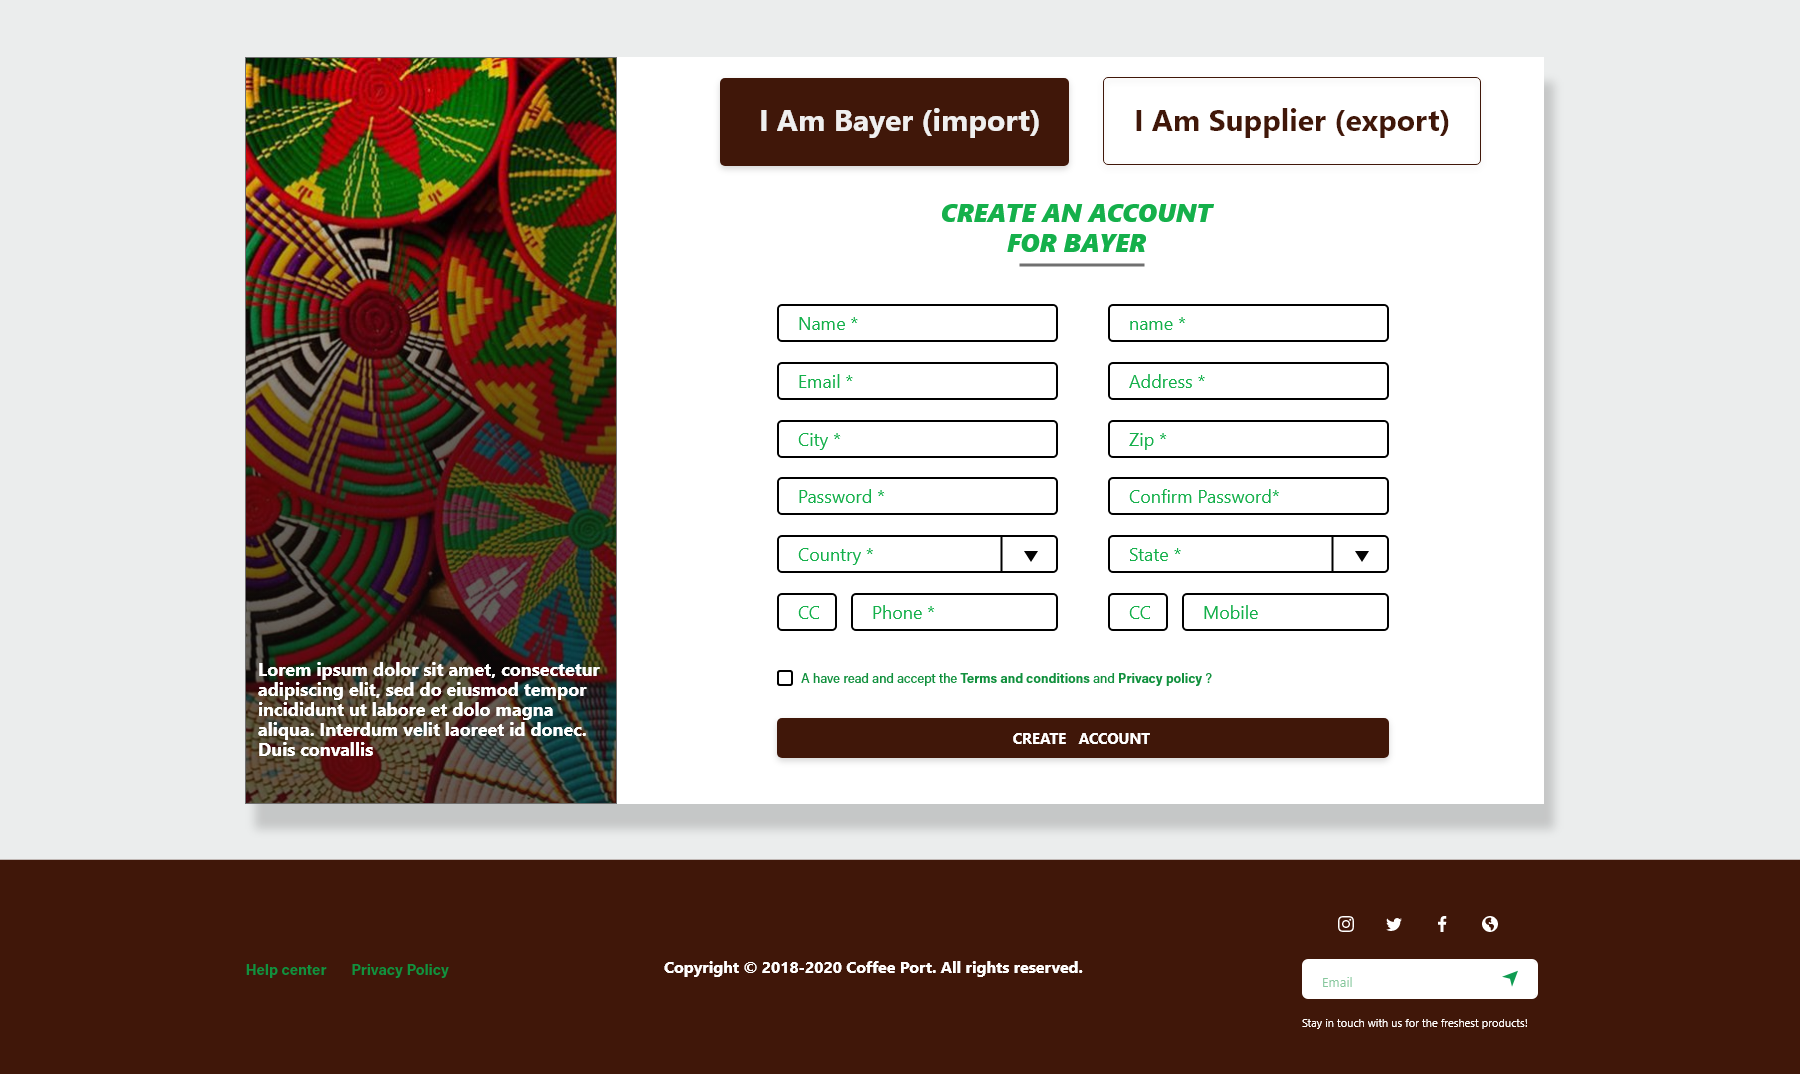 I Am Bayer (import)
I Am Supplier (export)
CREATE AN ACCOUNT
FOR BAYER
Name *
name *
Email *
Address *
City *
Zip *
Password *
Confirm Password*
Country *
State *
CC
Phone *
CC
Mobile
A have read and accept the Terms and conditions and Privacy policy ?
CREATE ACCOUNT
Lorem ipsum dolor sit amet, consectetur
adipiscing elit, sed do eiusmod tempor
incididunt ut labore et dolo magna
aliqua. Interdum velit laoreet id donec.
Duis convallis
Help center
Privacy Policy
Copyright © 2018-2020 Coffee Port. All rights reserved.
Email
Stay in touch with us for the freshest products!